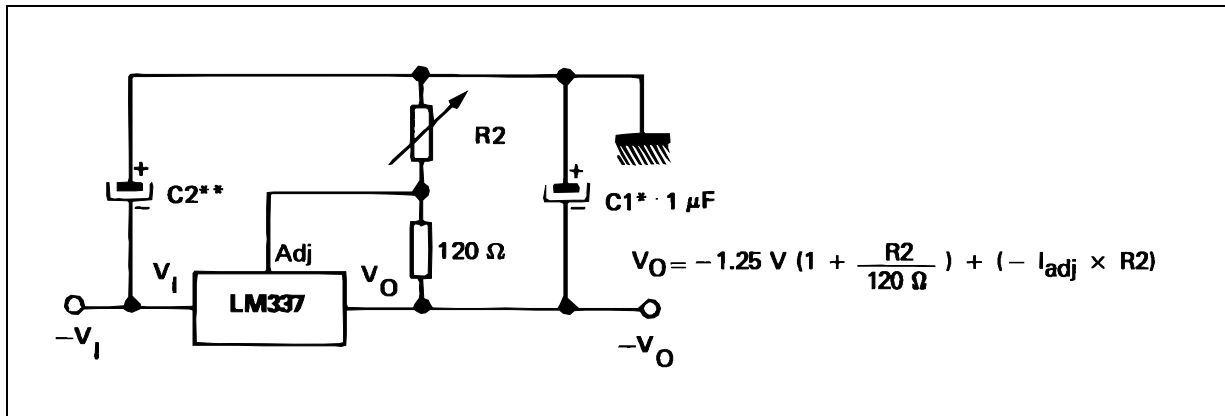 R2
+
C2**
−
+
C1* · 1 μF
−
Adj
120 Ω
V_I
V_O
LM337
−V_I
−V_O
V_O = −1.25 V (1 + R2 / 120 Ω) + (− I_adj × R2)